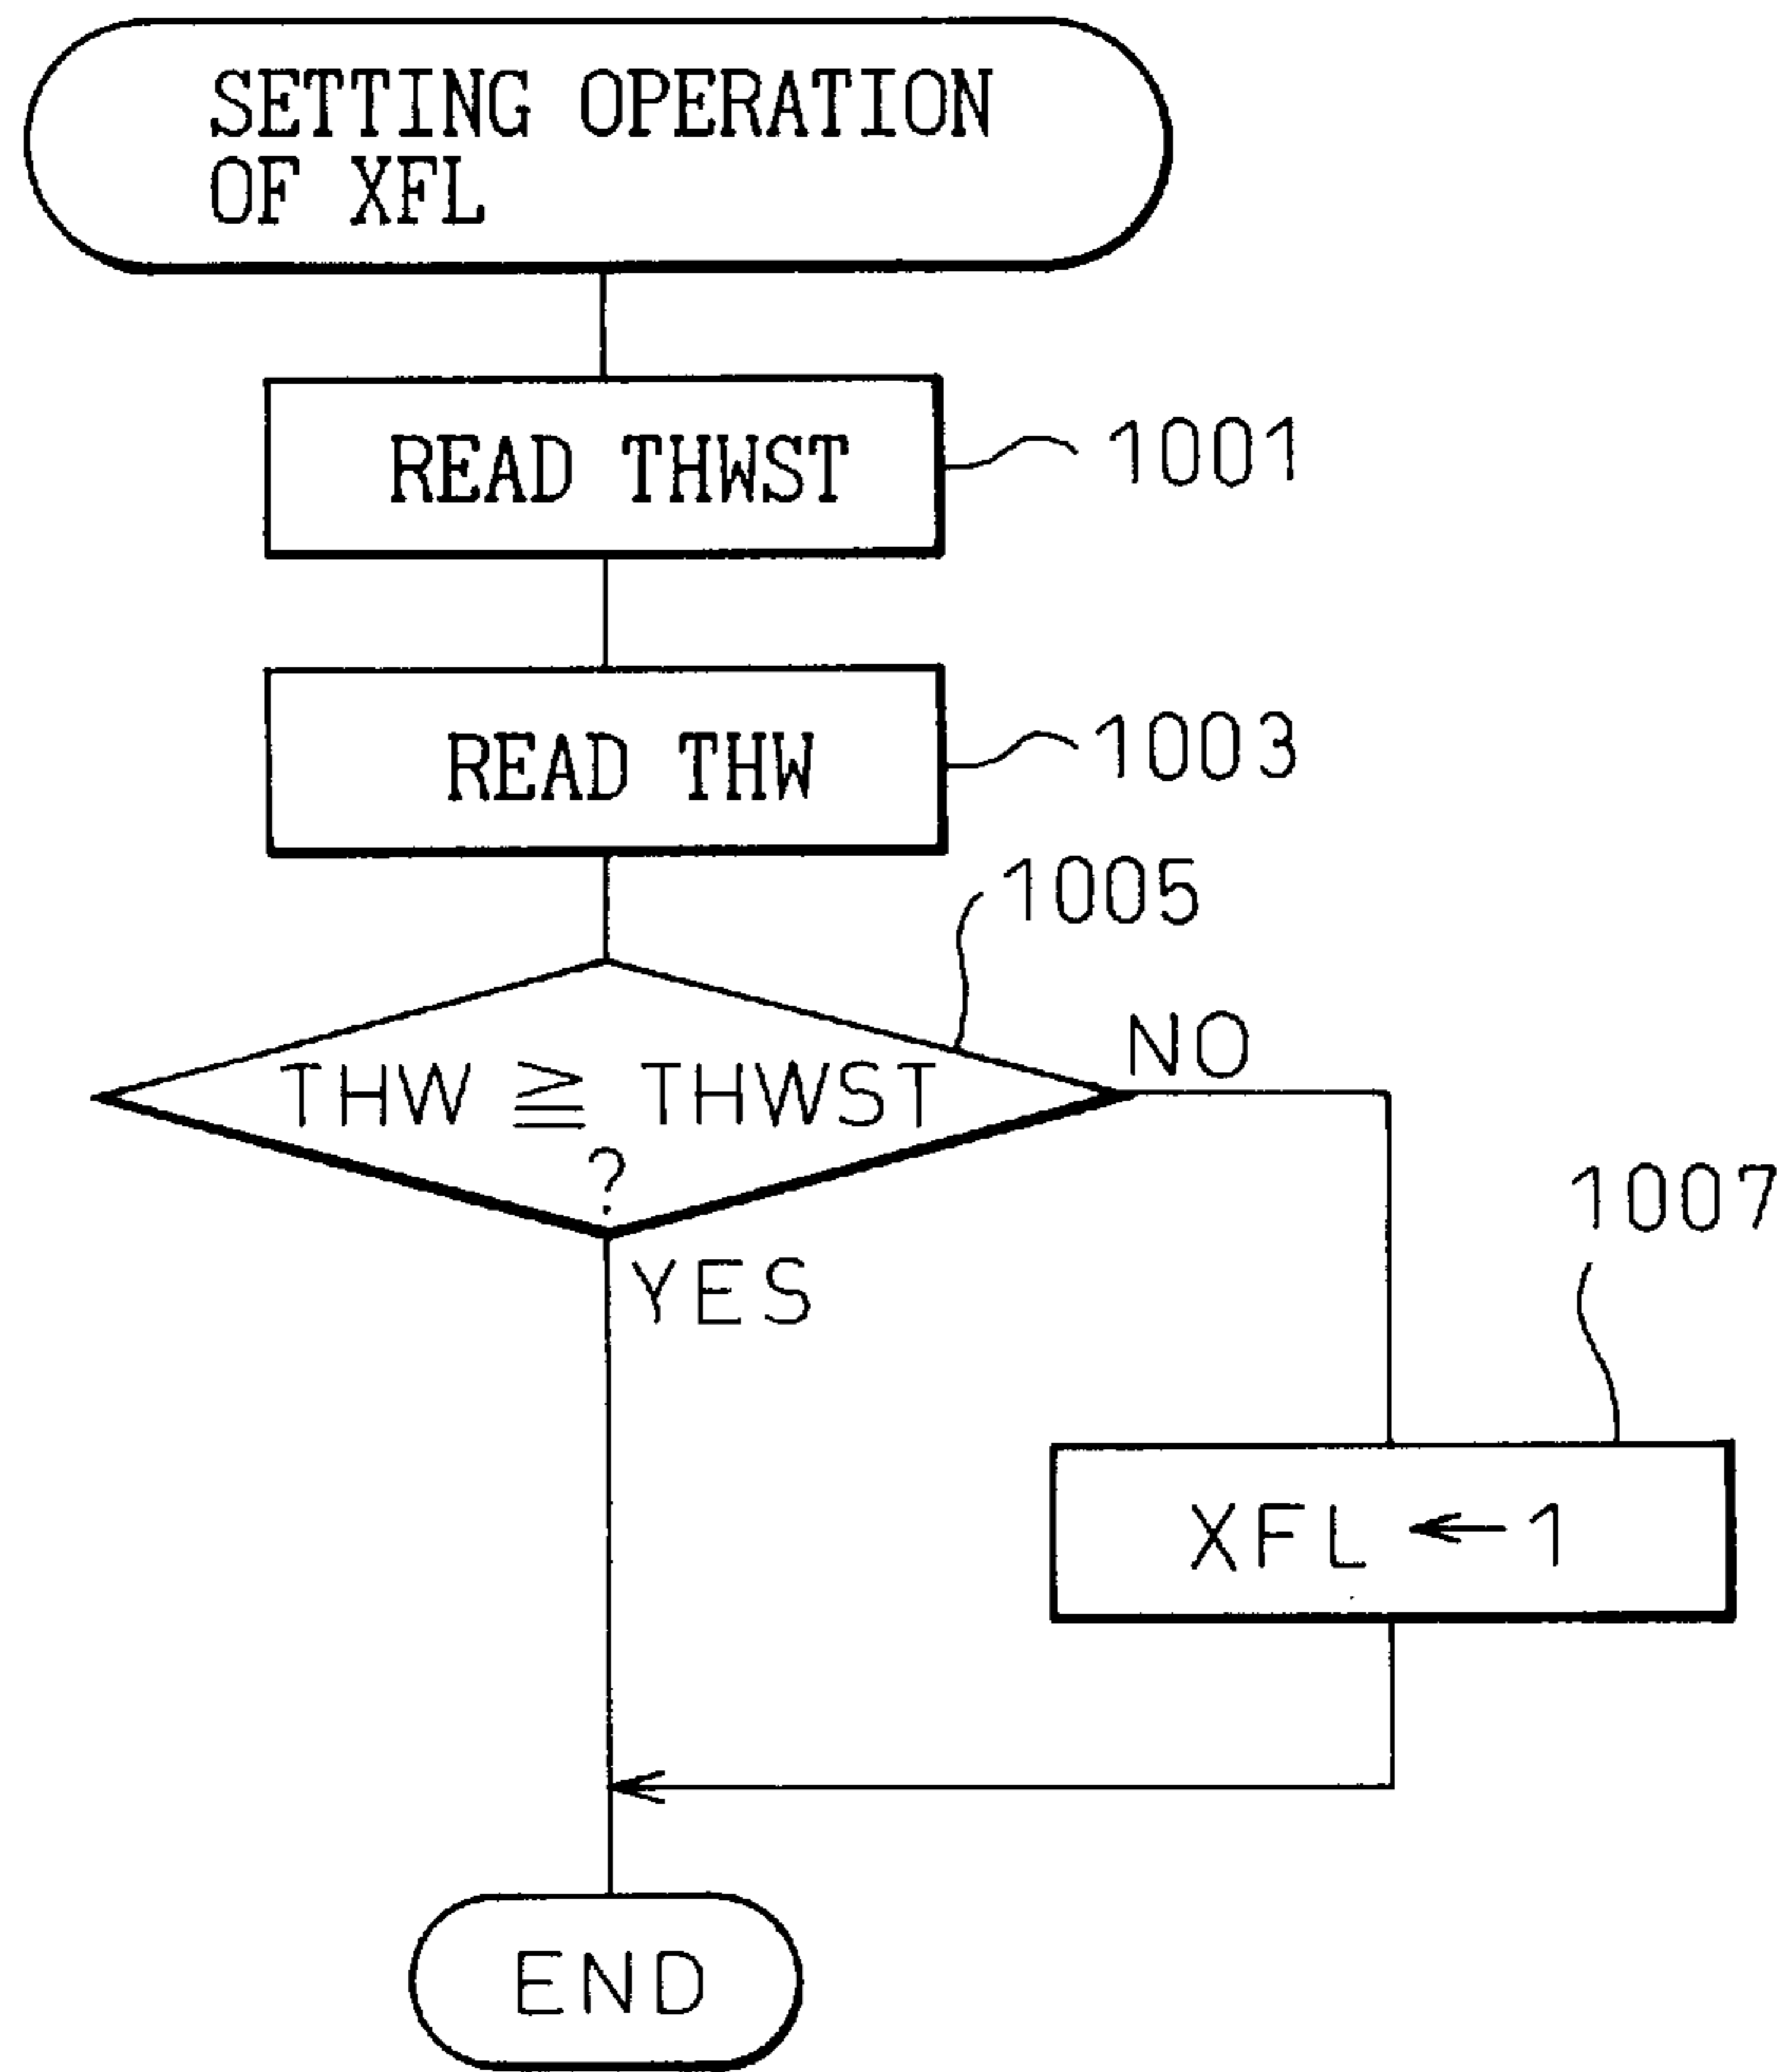 SETTING OPERATION
OF XFL
READ THWST
1001
READ THW
1003
1005
THW ≧ THWST
?
NO
YES
1007
XFL ← 1
END